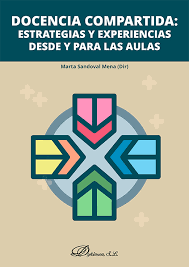 DOCENCIA COMPARTIDA:
ESTRATEGIAS Y EXPERIENCIAS
DESDE Y PARA LAS AULAS
Marta Sandoval Mena (Dir)
Dykinson, S.L.